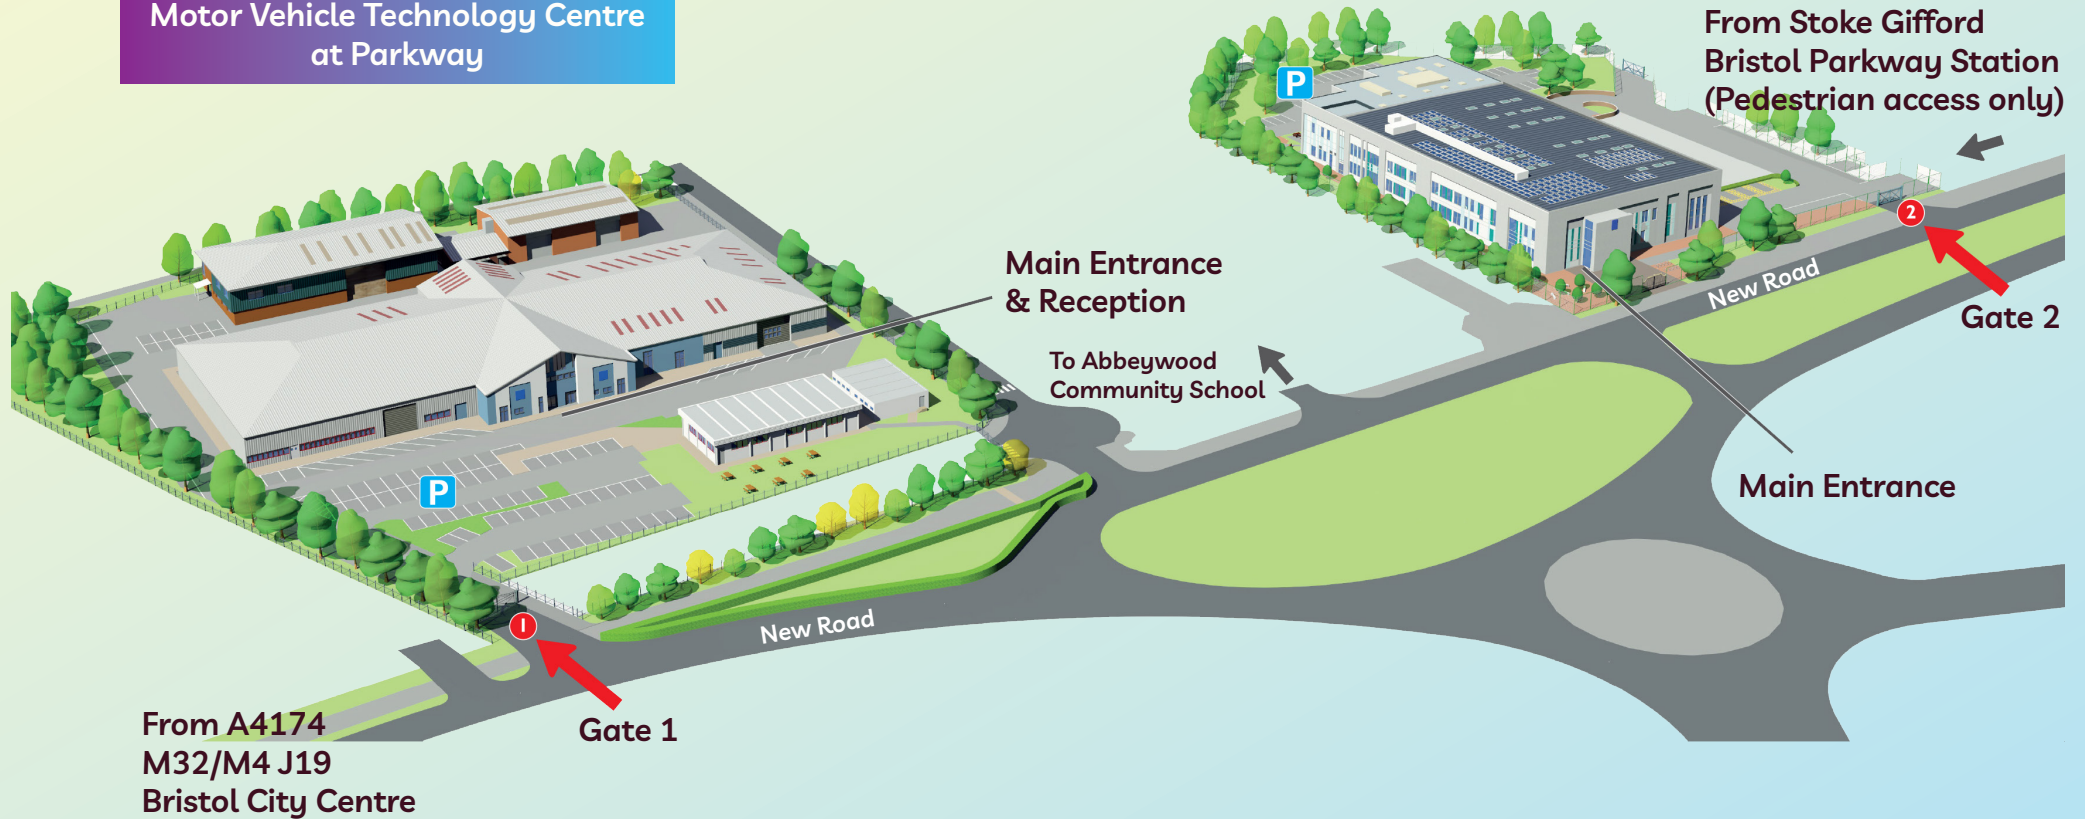 Motor Vehicle Technology Centre
at Parkway
From Stoke Gifford
Bristol Parkway Station
(Pedestrian access only)
P
2
Main Entrance
& Reception
New Road
Gate 2
To Abbeywood
Community School
Main Entrance
P
1
New Road
Gate 1
From A4174
M32/M4 J19
Bristol City Centre